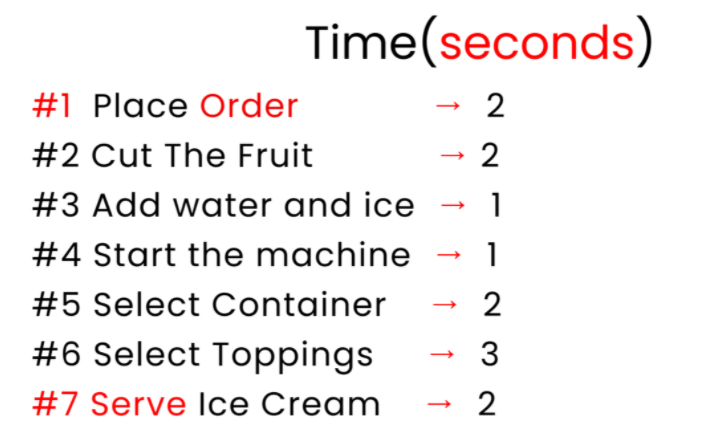 Time(seconds)
#1 Place Order → 2
#2 Cut The Fruit → 2
#3 Add water and ice → 1
#4 Start the machine → 1
#5 Select Container → 2
#6 Select Toppings → 3
#7 Serve Ice Cream → 2